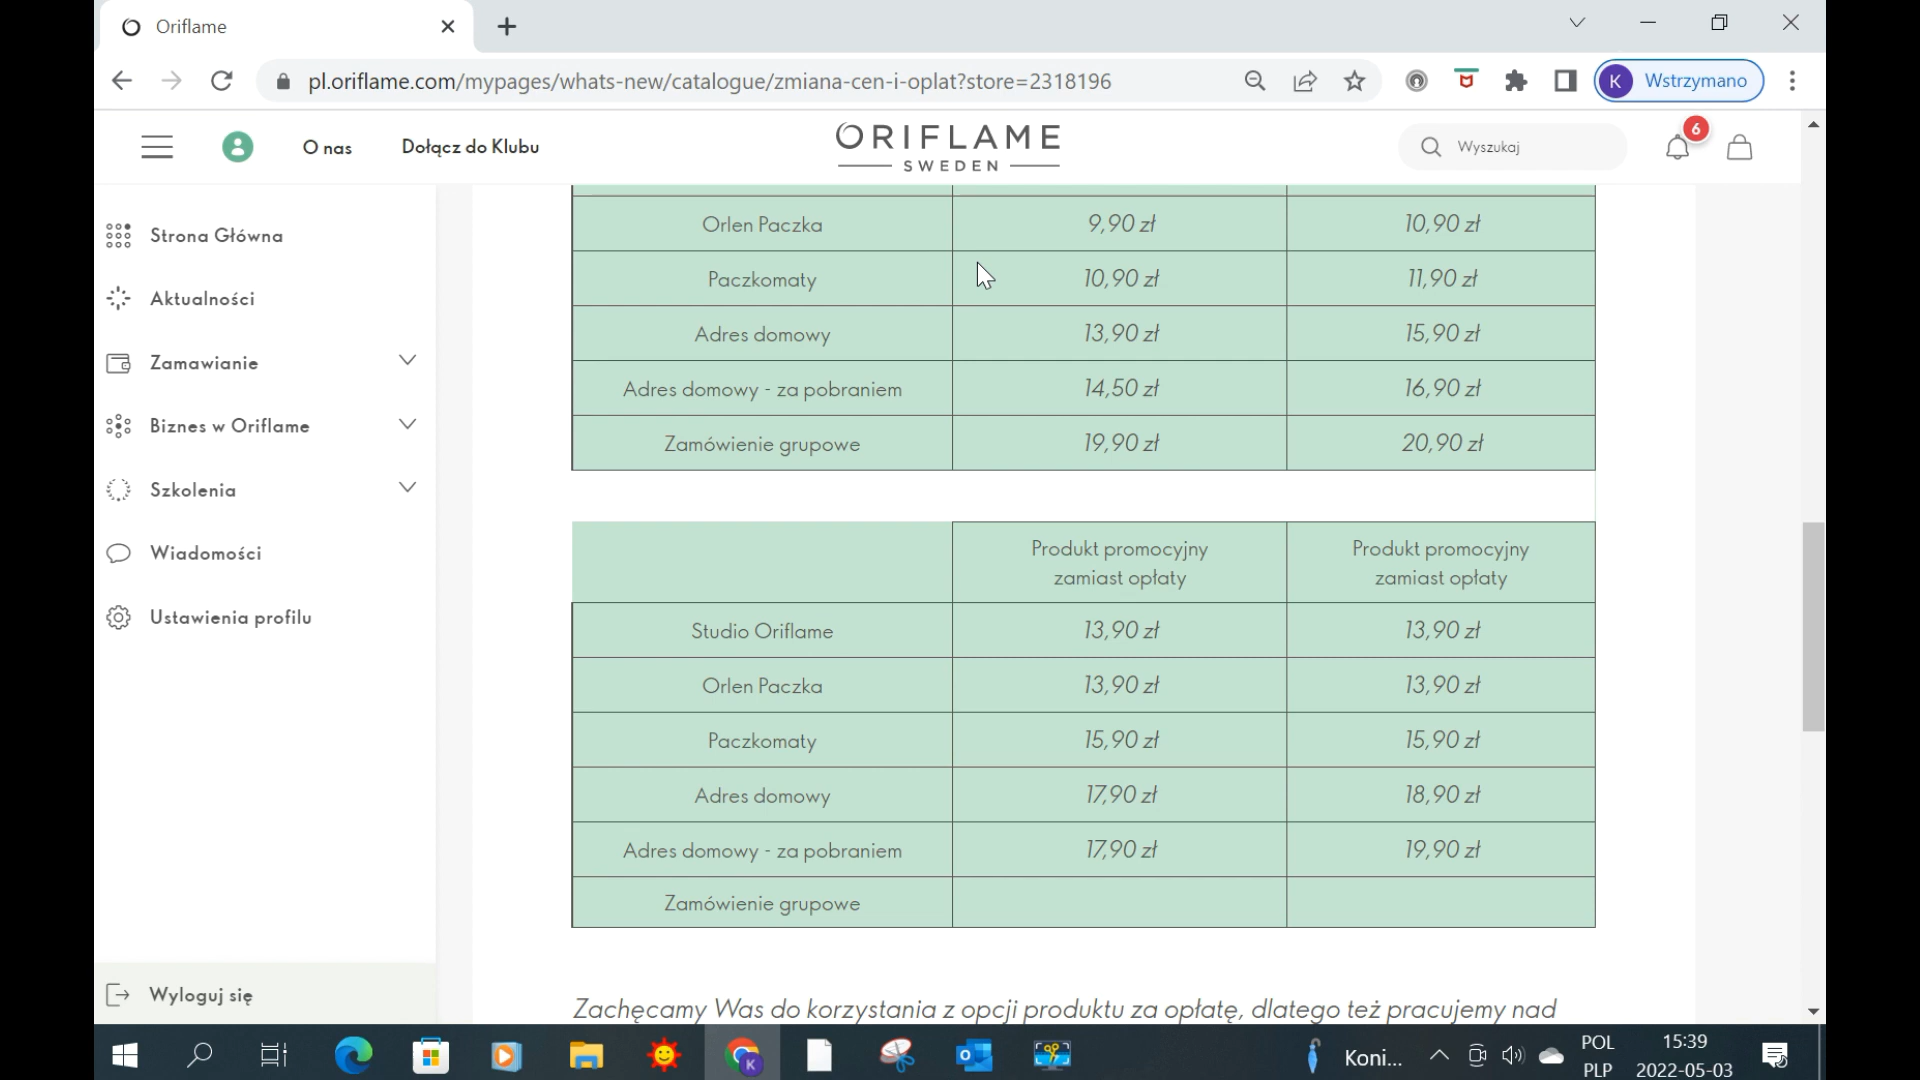 Oriflame
pl.oriflame.com/mypages/whats-new/catalogue/zmiana-cen-i-oplat?store=2318196
K Wstrzymano
O nas
Dołącz do Klubu
ORIFLAME
SWEDEN
Wyszukaj
6
Strona Główna
Aktualności
Zamawianie
Biznes w Oriflame
Szkolenia
Wiadomości
Ustawienia profilu
Wyloguj się
Orlen Paczka 9,90 zł 10,90 zł
Paczkomaty 10,90 zł 11,90 zł
Adres domowy 13,90 zł 15,90 zł
Adres domowy - za pobraniem 14,50 zł 16,90 zł
Zamówienie grupowe 19,90 zł 20,90 zł
Produkt promocyjny Produkt promocyjny
zamiast opłaty zamiast opłaty
Studio Oriflame 13,90 zł 13,90 zł
Orlen Paczka 13,90 zł 13,90 zł
Paczkomaty 15,90 zł 15,90 zł
Adres domowy 17,90 zł 18,90 zł
Adres domowy - za pobraniem 17,90 zł 19,90 zł
Zamówienie grupowe
Zachęcamy Was do korzystania z opcji produktu za opłatę, dlatego też pracujemy nad
K
Koni...
POL
PLP
15:39
2022-05-03